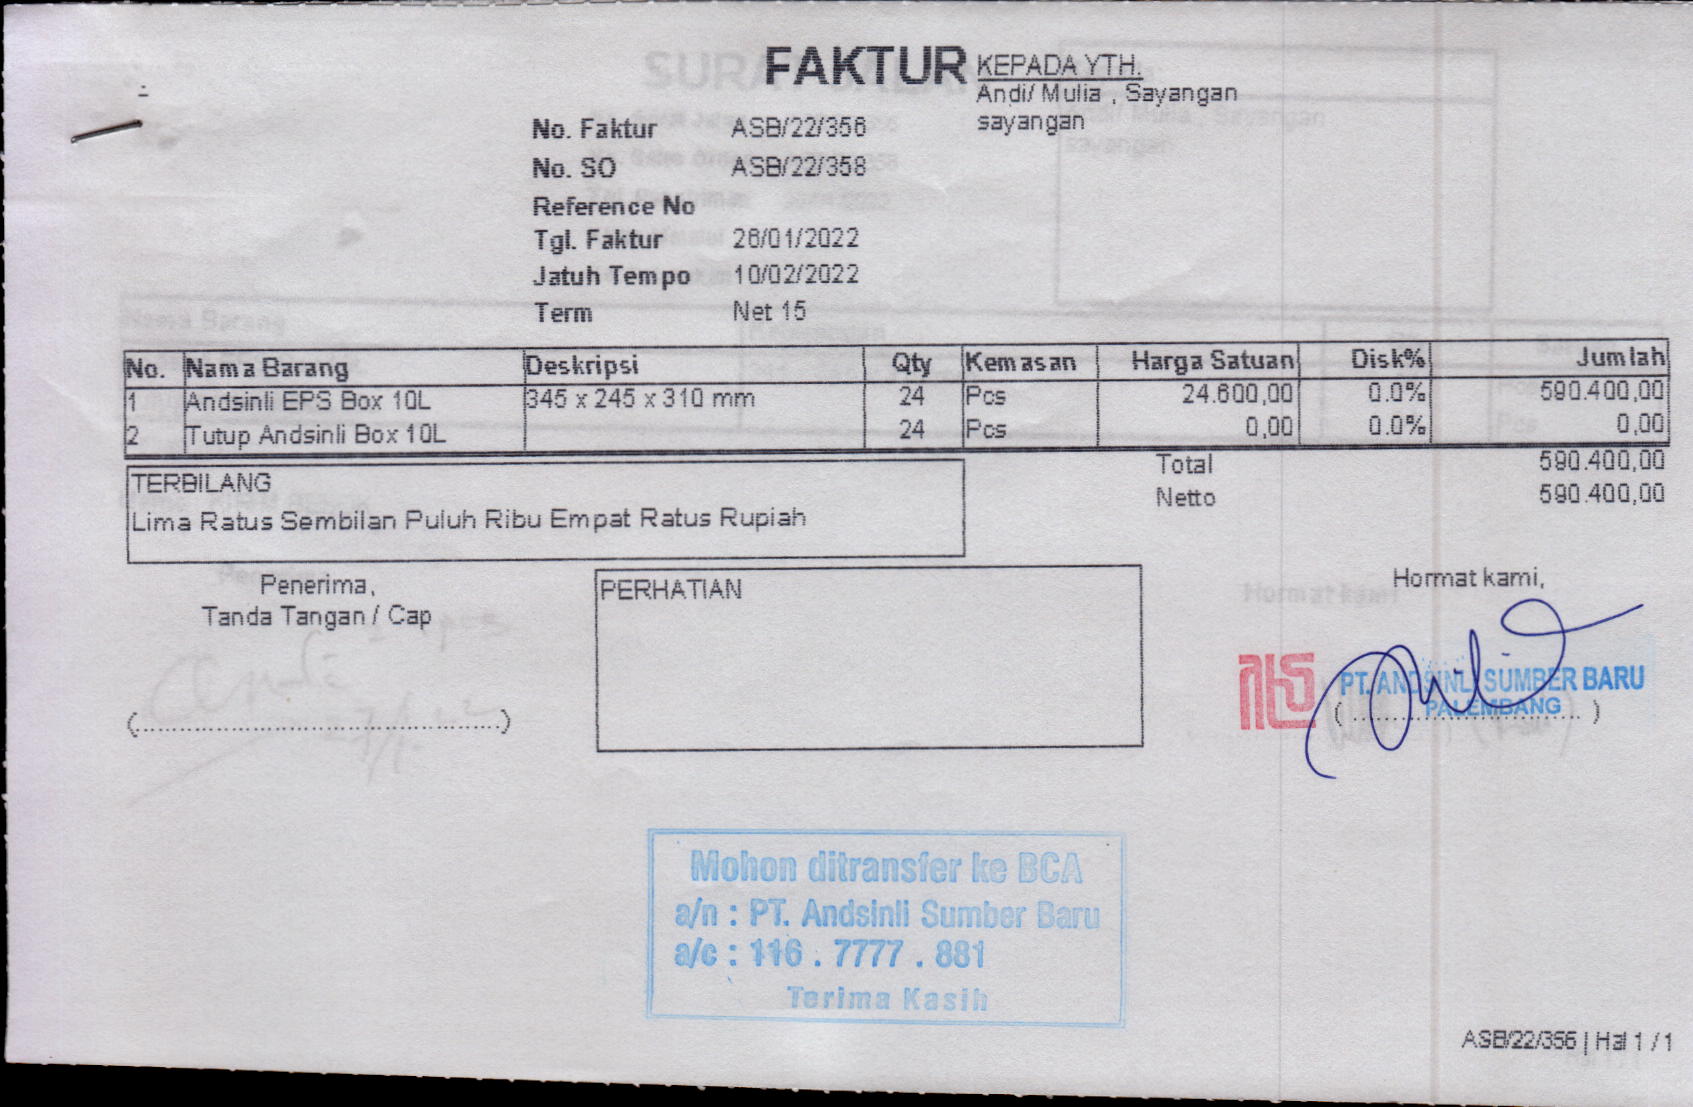 FAKTUR
KEPADA YTH.
Andi/ Mulia , Sayangan
sayangan
No. Faktur ASB/22/356
No. SO ASB/22/358
Reference No
Tgl. Faktur 26/01/2022
Jatuh Tempo 10/02/2022
Term Net 15
No. Nama Barang Deskripsi Qty Kemasan Harga Satuan Disk% Jumlah
1 Andsinli EPS Box 10L 345 x 245 x 310 mm 24 Pcs 24.600,00 0.0% 590.400,00
2 Tutup Andsinli Box 10L 24 Pcs 0,00 0.0% 0,00
Total 590.400,00
Netto 590.400,00
TERBILANG
Lima Ratus Sembilan Puluh Ribu Empat Ratus Rupiah
Penerima,
Tanda Tangan / Cap
(..................................................)
PERHATIAN
Hormat kami,
PT. ANDSINLI SUMBER BARU
PALEMBANG
( ................................ )
Mohon ditransfer ke BCA
a/n : PT. Andsinli Sumber Baru
a/c : 116 . 7777 . 881
Terima Kasih
ASB/22/356 | Hal 1 / 1